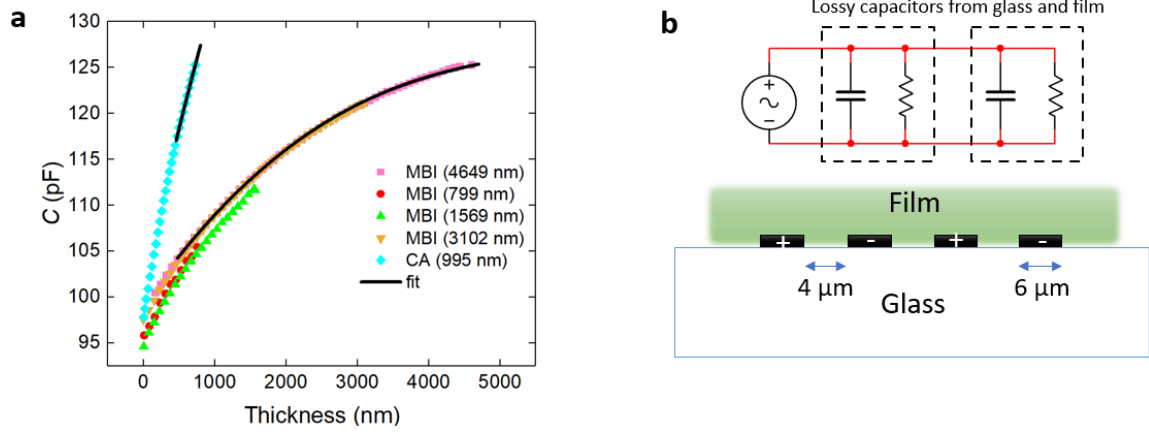 a
130
125
120
115
110
105
100
95
C (pF)
MBI (4649 nm)
MBI (799 nm)
MBI (1569 nm)
MBI (3102 nm)
CA (995 nm)
fit
0 1000 2000 3000 4000 5000
Thickness (nm)
b
Lossy capacitors from glass and film
+
−
Film
+ - + -
4 µm 6 µm
Glass